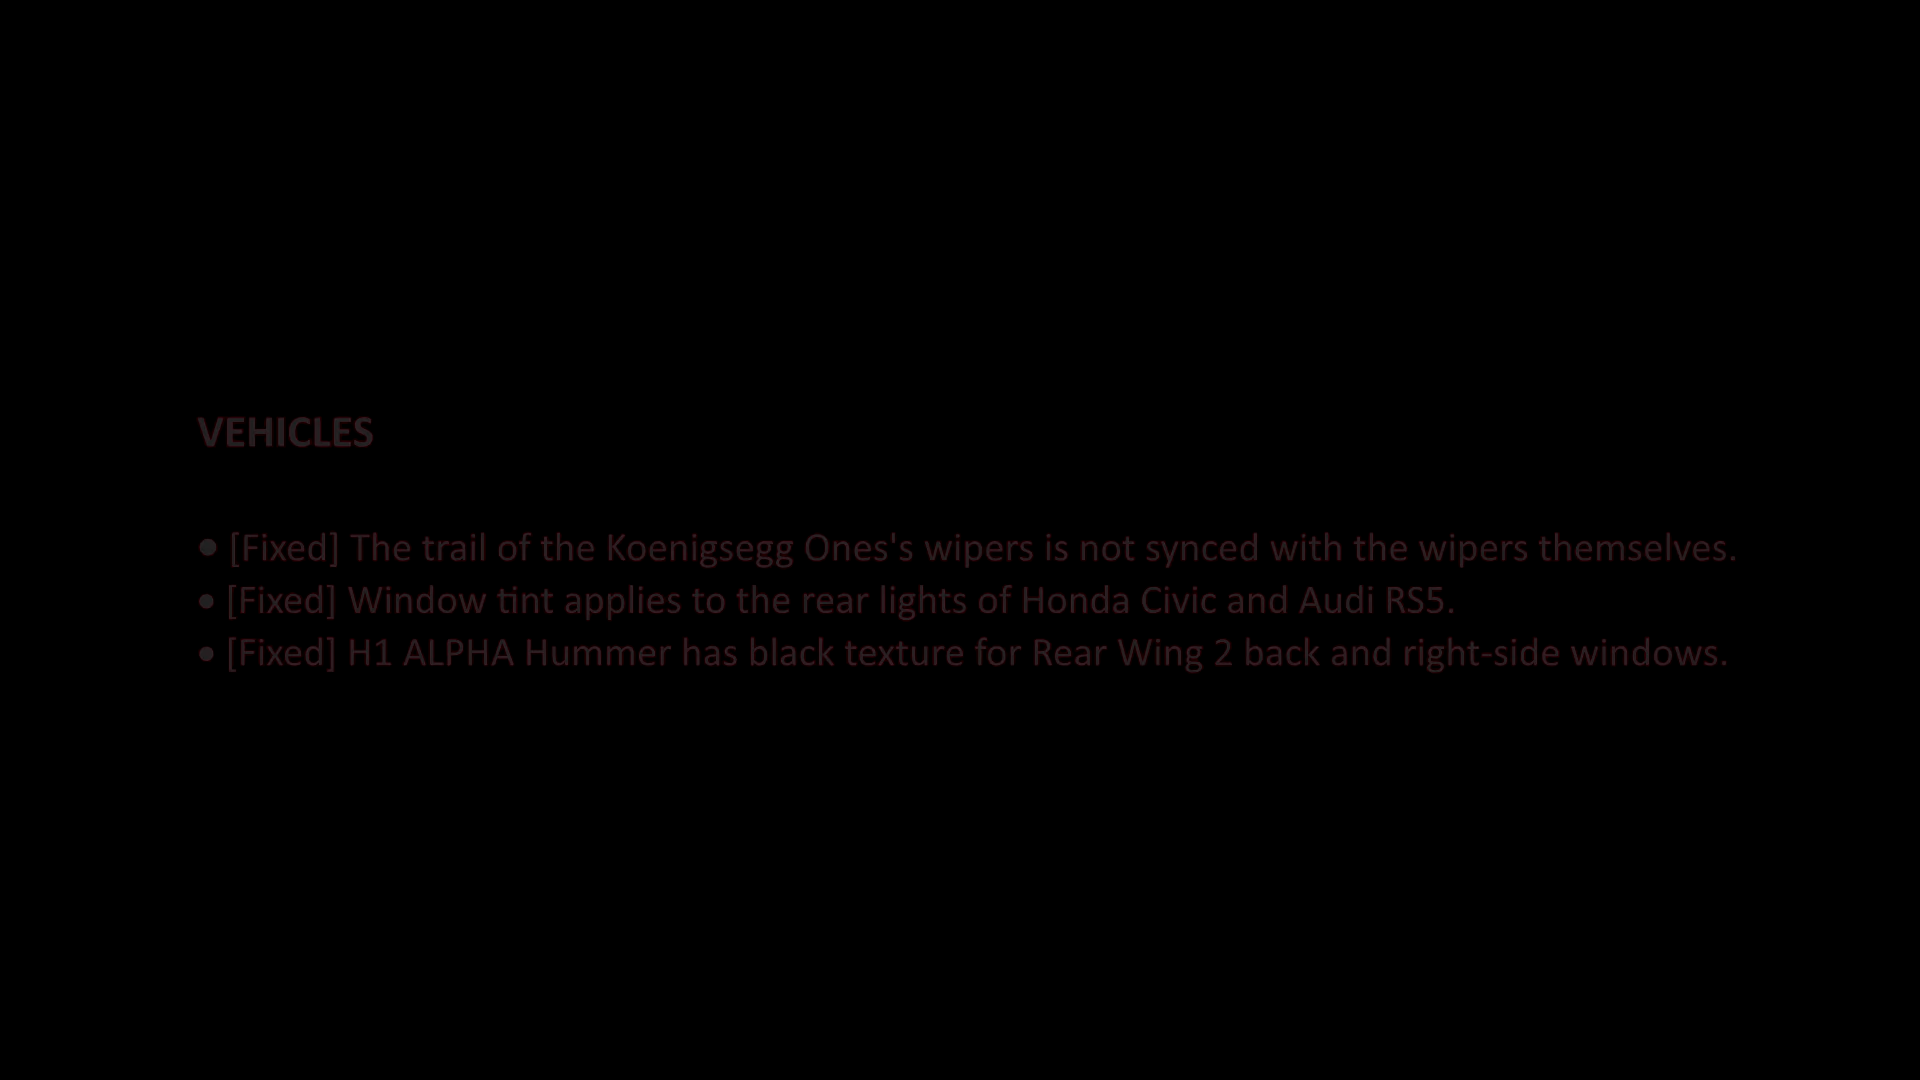 VEHICLES
● [Fixed] The trail of the Koenigsegg Ones's wipers is not synced with the wipers themselves.
● [Fixed] Window tint applies to the rear lights of Honda Civic and Audi RS5.
● [Fixed] H1 ALPHA Hummer has black texture for Rear Wing 2 back and right-side windows.